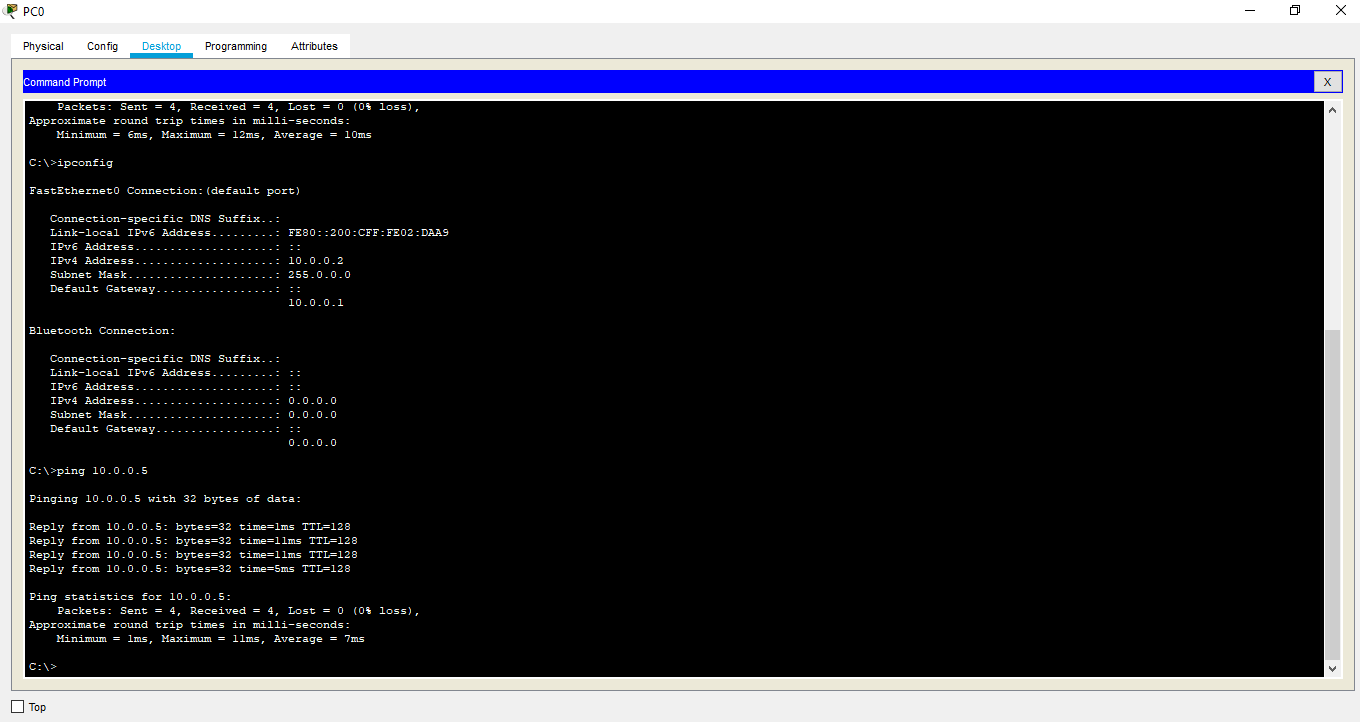 PC0
Physical Config Desktop Programming Attributes
Command Prompt X
Packets: Sent = 4, Received = 4, Lost = 0 (0% loss),
Approximate round trip times in milli-seconds:
Minimum = 6ms, Maximum = 12ms, Average = 10ms
C:\>ipconfig
FastEthernet0 Connection:(default port)
Connection-specific DNS Suffix..:
Link-local IPv6 Address.........: FE80::200:CFF:FE02:DAA9
IPv6 Address....................: ::
IPv4 Address....................: 10.0.0.2
Subnet Mask.....................: 255.0.0.0
Default Gateway.................: ::
10.0.0.1
Bluetooth Connection:
Connection-specific DNS Suffix..:
Link-local IPv6 Address.........: ::
IPv6 Address....................: ::
IPv4 Address....................: 0.0.0.0
Subnet Mask.....................: 0.0.0.0
Default Gateway.................: ::
0.0.0.0
C:\>ping 10.0.0.5
Pinging 10.0.0.5 with 32 bytes of data:
Reply from 10.0.0.5: bytes=32 time=1ms TTL=128
Reply from 10.0.0.5: bytes=32 time=11ms TTL=128
Reply from 10.0.0.5: bytes=32 time=11ms TTL=128
Reply from 10.0.0.5: bytes=32 time=5ms TTL=128
Ping statistics for 10.0.0.5:
Packets: Sent = 4, Received = 4, Lost = 0 (0% loss),
Approximate round trip times in milli-seconds:
Minimum = 1ms, Maximum = 11ms, Average = 7ms
C:\>
Top